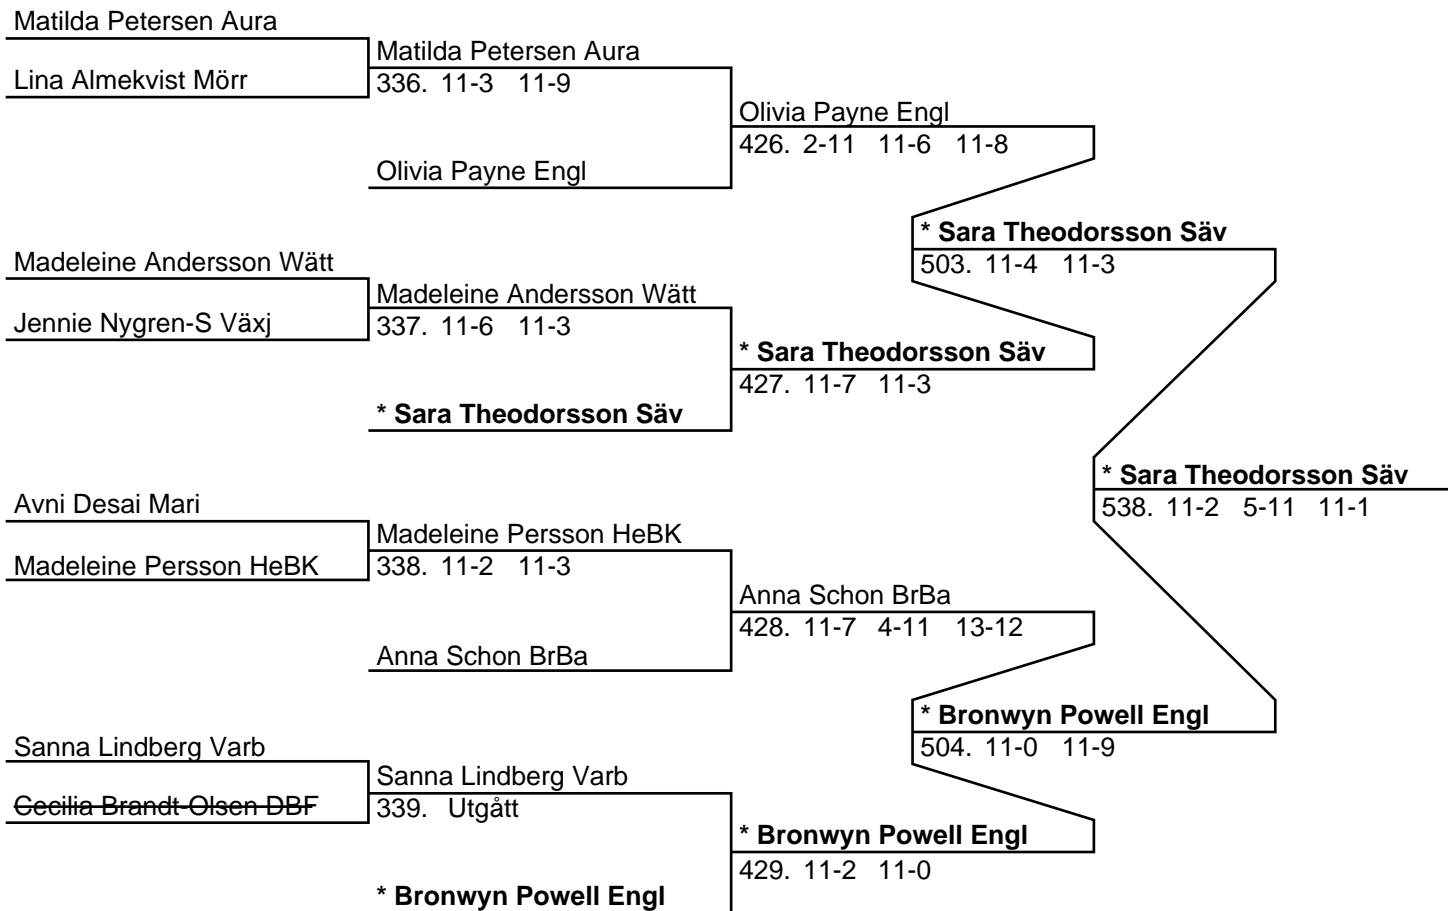 Matilda Petersen Aura
Matilda Petersen Aura
Lina Almekvist Mörr
336. 11-3 11-9
Olivia Payne Engl
426. 2-11 11-6 11-8
Olivia Payne Engl
* Sara Theodorsson Säv
503. 11-4 11-3
Madeleine Andersson Wätt
Madeleine Andersson Wätt
Jennie Nygren-S Växj
337. 11-6 11-3
* Sara Theodorsson Säv
427. 11-7 11-3
* Sara Theodorsson Säv
* Sara Theodorsson Säv
538. 11-2 5-11 11-1
Avni Desai Mari
Madeleine Persson HeBK
Madeleine Persson HeBK
338. 11-2 11-3
Anna Schon BrBa
428. 11-7 4-11 13-12
Anna Schon BrBa
* Bronwyn Powell Engl
504. 11-0 11-9
Sanna Lindberg Varb
Sanna Lindberg Varb
Cecilia Brandt-Olsen DBF
339. Utgått
* Bronwyn Powell Engl
429. 11-2 11-0
* Bronwyn Powell Engl